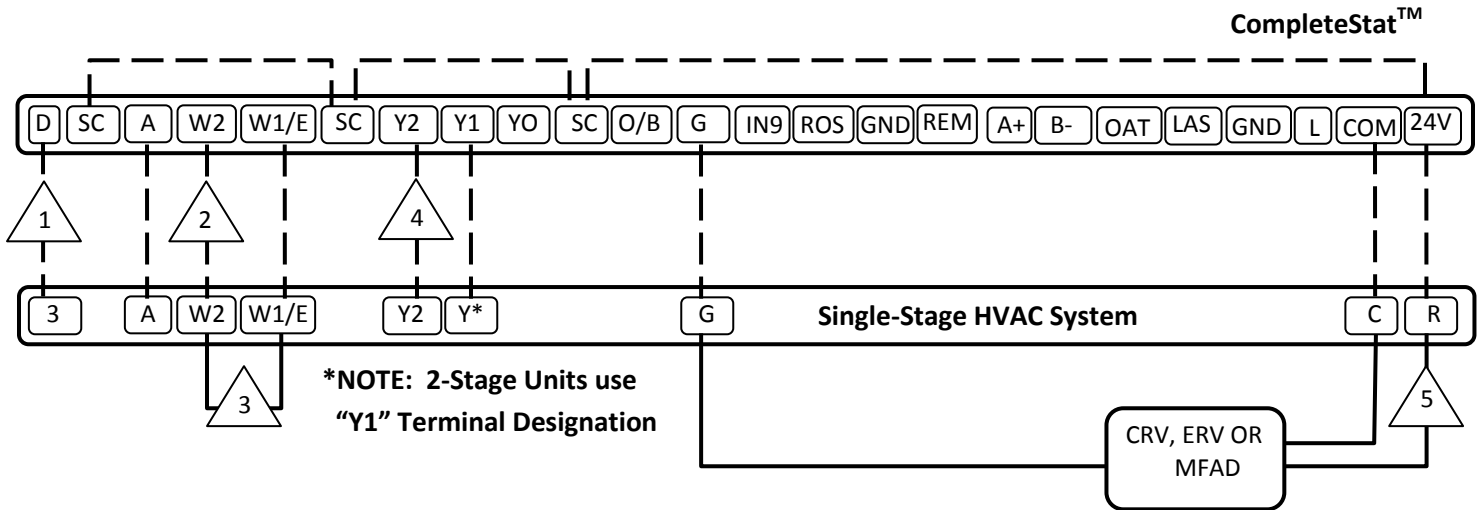 CompleteStat™
D SC A W2 W1/E SC Y2 Y1 YO SC O/B G IN9 ROS GND REM A+ B- OAT LAS GND L COM 24V
1 2 4
3 A W2 W1/E Y2 Y* G Single-Stage HVAC System C R
3
*NOTE: 2-Stage Units use
"Y1" Terminal Designation
5
CRV, ERV OR
MFAD